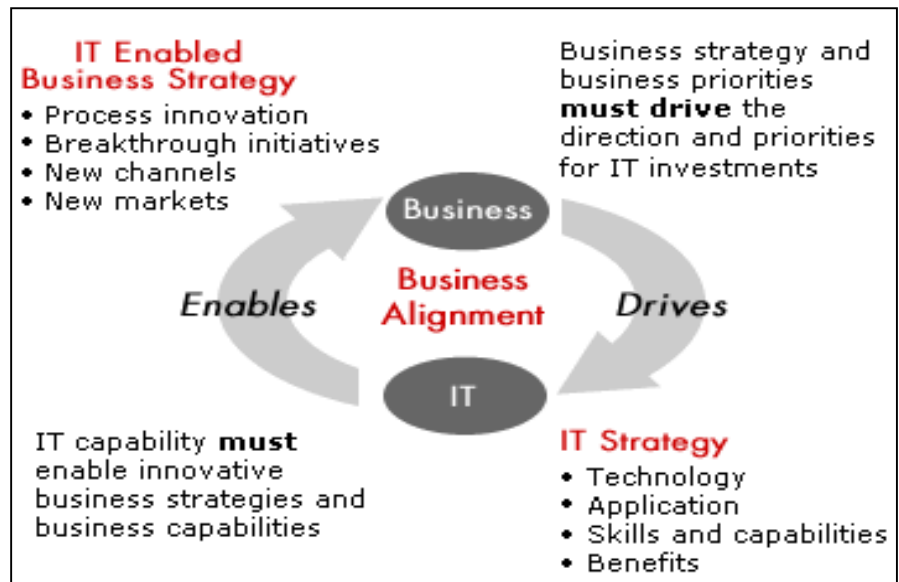 IT Enabled
Business Strategy
• Process innovation
• Breakthrough initiatives
• New channels
• New markets
Business strategy and
business priorities
must drive the
direction and priorities
for IT investments
Business
Enables
Business
Alignment
Drives
IT
IT capability must
enable innovative
business strategies and
business capabilities
IT Strategy
• Technology
• Application
• Skills and capabilities
• Benefits